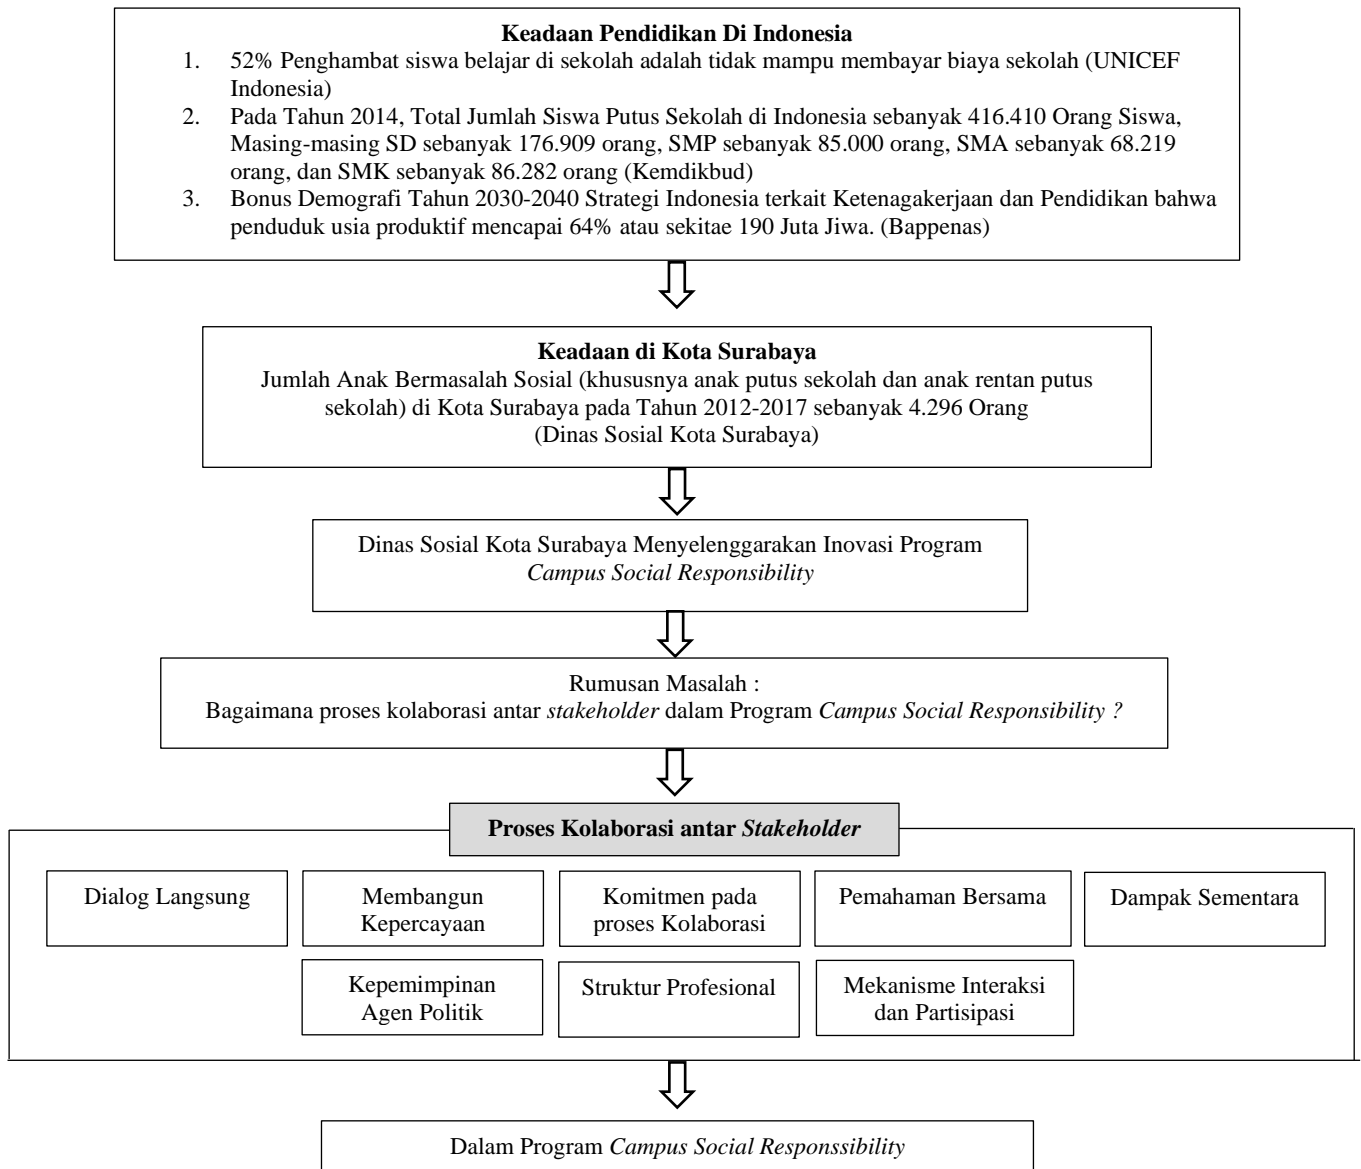 Keadaan Pendidikan Di Indonesia
1. 52% Penghambat siswa belajar di sekolah adalah tidak mampu membayar biaya sekolah (UNICEF
Indonesia)
2. Pada Tahun 2014, Total Jumlah Siswa Putus Sekolah di Indonesia sebanyak 416.410 Orang Siswa,
Masing-masing SD sebanyak 176.909 orang, SMP sebanyak 85.000 orang, SMA sebanyak 68.219
orang, dan SMK sebanyak 86.282 orang (Kemdikbud)
3. Bonus Demografi Tahun 2030-2040 Strategi Indonesia terkait Ketenagakerjaan dan Pendidikan bahwa
penduduk usia produktif mencapai 64% atau sekitae 190 Juta Jiwa. (Bappenas)
Keadaan di Kota Surabaya
Jumlah Anak Bermasalah Sosial (khususnya anak putus sekolah dan anak rentan putus
sekolah) di Kota Surabaya pada Tahun 2012-2017 sebanyak 4.296 Orang
(Dinas Sosial Kota Surabaya)
Dinas Sosial Kota Surabaya Menyelenggarakan Inovasi Program
Campus Social Responsibility
Rumusan Masalah :
Bagaimana proses kolaborasi antar stakeholder dalam Program Campus Social Responsibility ?
Proses Kolaborasi antar Stakeholder
Dialog Langsung
Membangun
Kepercayaan
Komitmen pada
proses Kolaborasi
Pemahaman Bersama
Dampak Sementara
Kepemimpinan
Agen Politik
Struktur Profesional
Mekanisme Interaksi
dan Partisipasi
Dalam Program Campus Social Responssibility